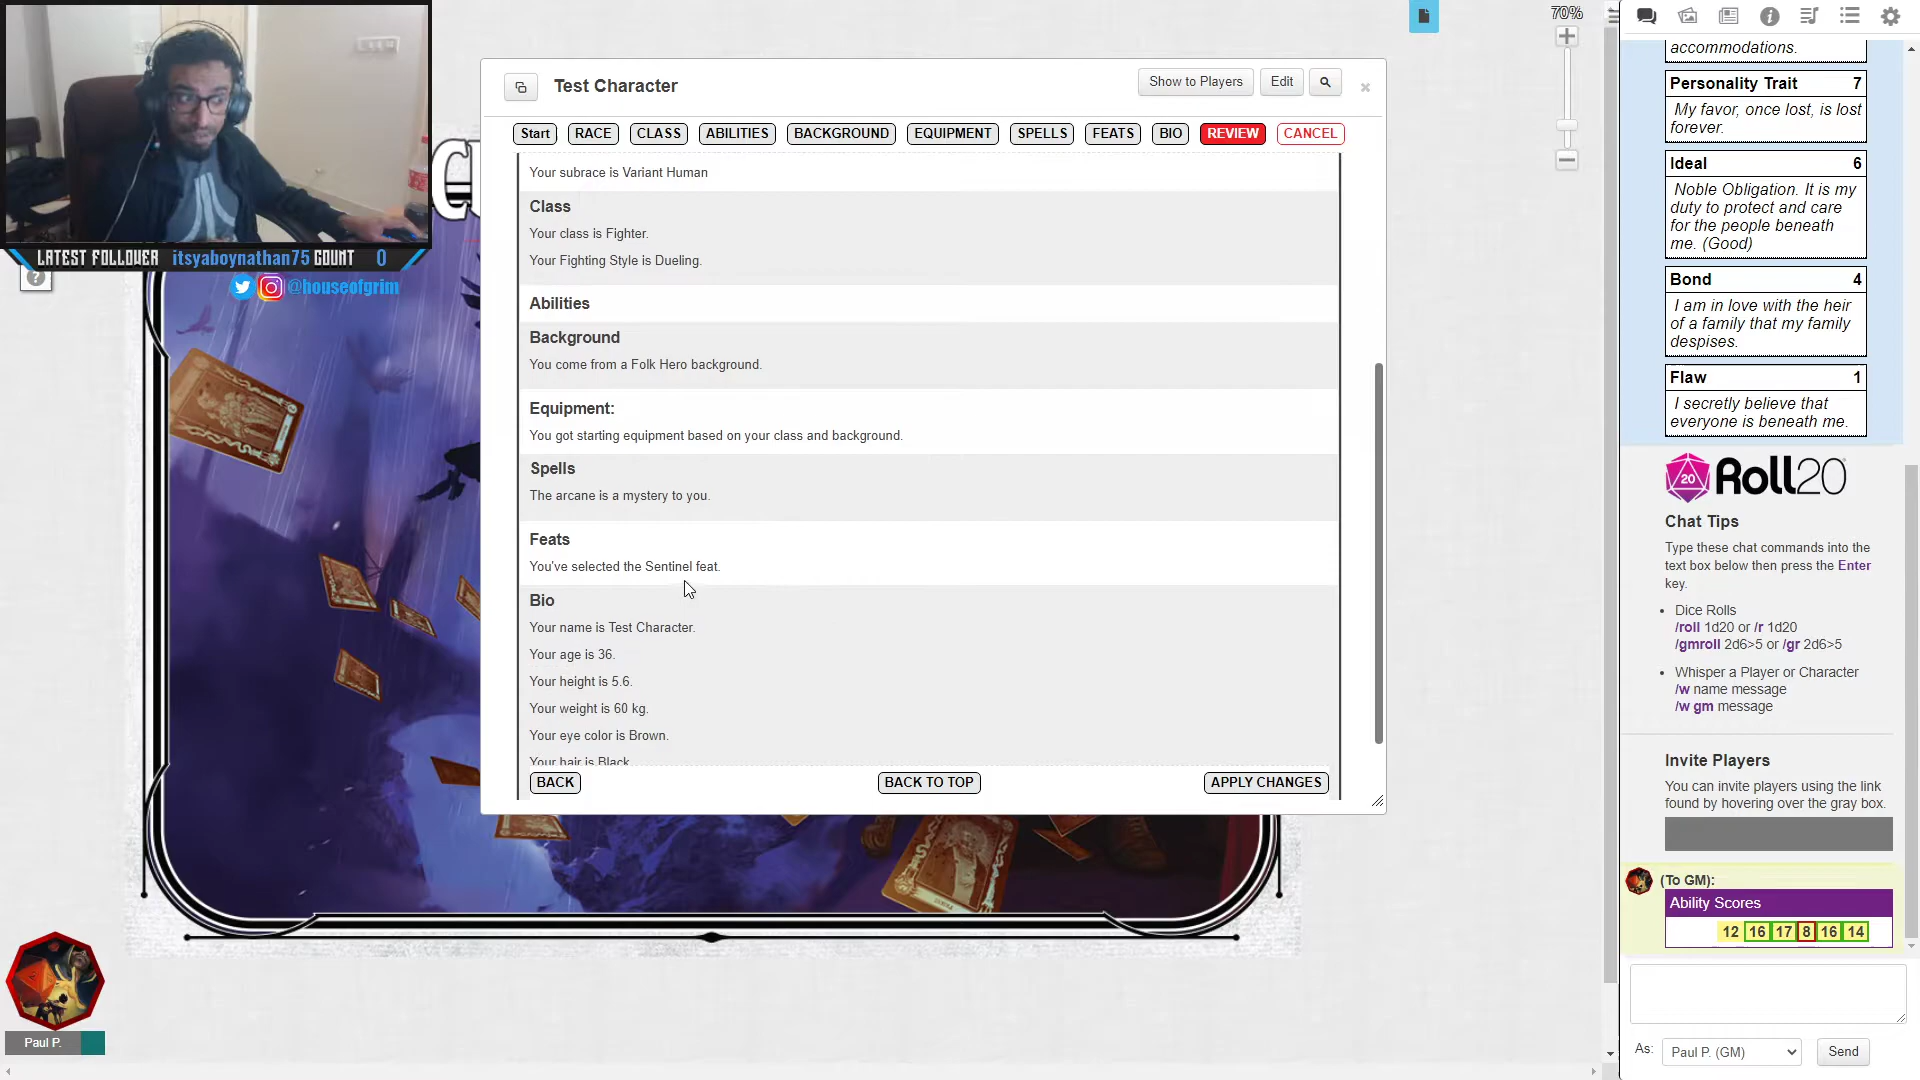 LATEST FOLLOWER itsyaboynathan75 COUNT 0
@houseofgrim
?
70%
Test Character
Show to Players
Edit
Start
RACE
CLASS
ABILITIES
BACKGROUND
EQUIPMENT
SPELLS
FEATS
BIO
REVIEW
CANCEL
Your subrace is Variant Human
Class
Your class is Fighter.
Your Fighting Style is Dueling.
Abilities
Background
You come from a Folk Hero background.
Equipment:
You got starting equipment based on your class and background.
Spells
The arcane is a mystery to you.
Feats
You've selected the Sentinel feat.
Bio
Your name is Test Character.
Your age is 36.
Your height is 5.6.
Your weight is 60 kg.
Your eye color is Brown.
Your hair is Black
BACK
BACK TO TOP
APPLY CHANGES
Paul P.
accommodations.
Personality Trait 7
My favor, once lost, is lost
forever.
Ideal 6
Noble Obligation. It is my
duty to protect and care
for the people beneath
me. (Good)
Bond 4
I am in love with the heir
of a family that my family
despises.
Flaw 1
I secretly believe that
everyone is beneath me.
20 Roll20
Chat Tips
Type these chat commands into the
text box below then press the Enter
key.
• Dice Rolls
/roll 1d20 or /r 1d20
/gmroll 2d6>5 or /gr 2d6>5
• Whisper a Player or Character
/w name message
/w gm message
Invite Players
You can invite players using the link
found by hovering over the gray box.
(To GM):
Ability Scores
12 16 17 8 16 14
As: Paul P. (GM)
Send